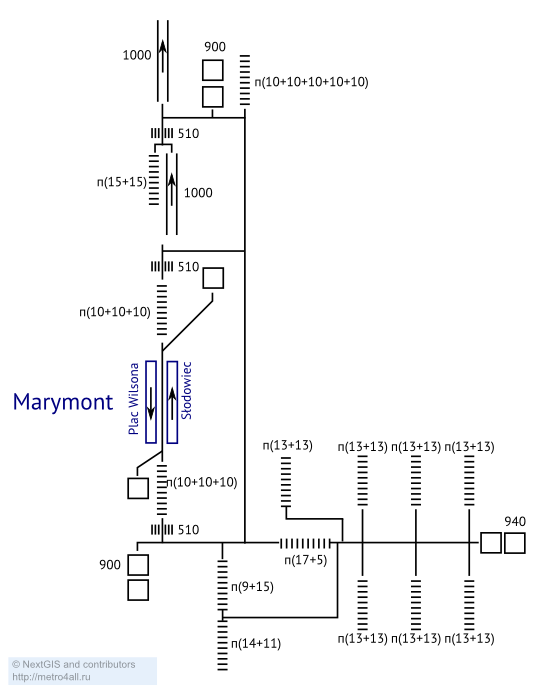 900
1000
п(10+10+10+10+10)
510
п(15+15)
1000
510
п(10+10+10)
Plac Wilsona
Słodowiec
Marymont
п(13+13)
п(13+13)
п(13+13)
п(13+13)
п(10+10+10)
940
510
900
п(17+5)
п(9+15)
п(14+11)
п(13+13)
п(13+13)
п(13+13)
© NextGIS and contributors
http://metro4all.ru